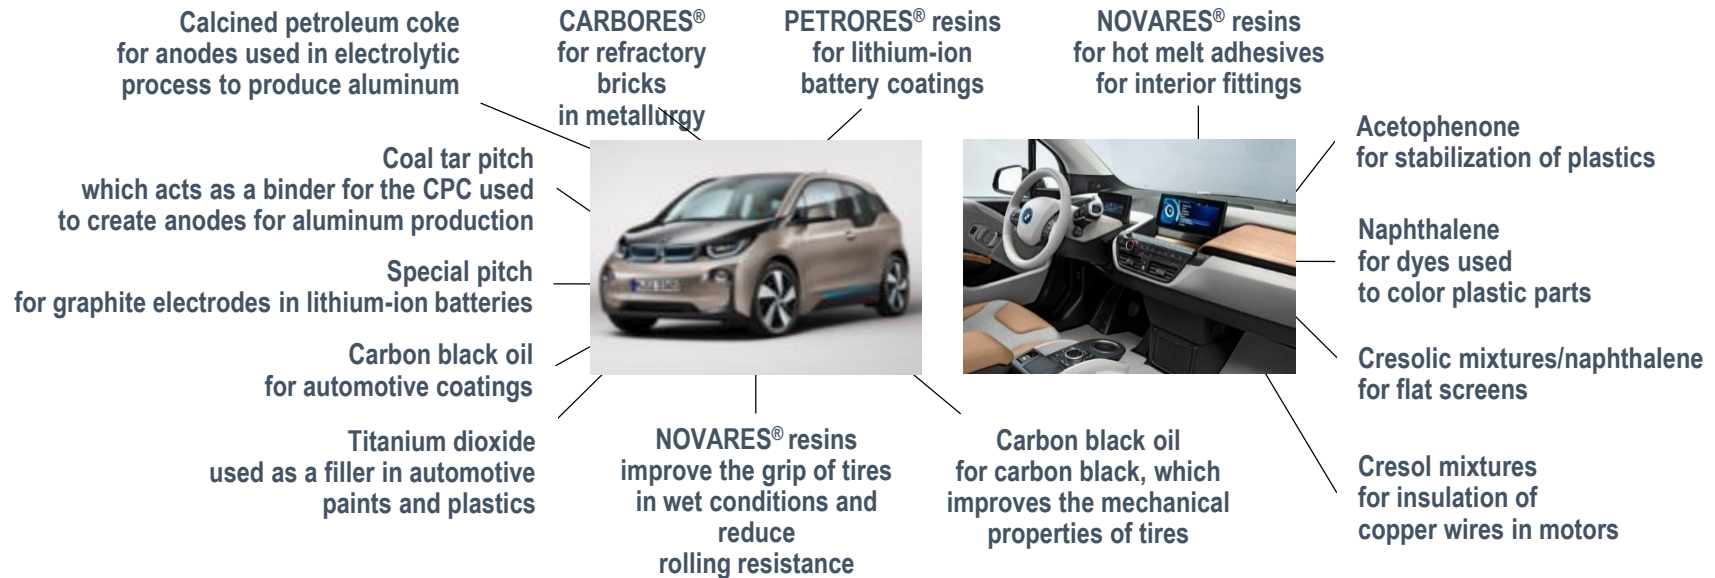 Calcined petroleum coke
for anodes used in electrolytic
process to produce aluminum
CARBORES®
for refractory
bricks
in metallurgy
PETRORES® resins
for lithium-ion
battery coatings
NOVARES® resins
for hot melt adhesives
for interior fittings
Coal tar pitch
which acts as a binder for the CPC used
to create anodes for aluminum production
Special pitch
for graphite electrodes in lithium-ion batteries
Carbon black oil
for automotive coatings
Titanium dioxide
used as a filler in automotive
paints and plastics
NOVARES® resins
improve the grip of tires
in wet conditions and
reduce
rolling resistance
Carbon black oil
for carbon black, which
improves the mechanical
properties of tires
Acetophenone
for stabilization of plastics
Naphthalene
for dyes used
to color plastic parts
Cresolic mixtures/naphthalene
for flat screens
Cresol mixtures
for insulation of
copper wires in motors